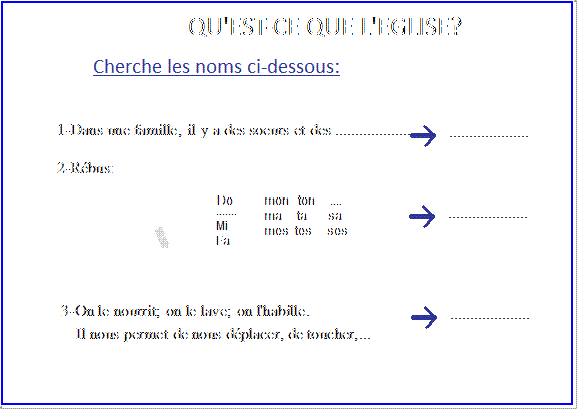 QU'EST-CE QUE L'EGLISE?
Cherche les noms ci-dessous:
1-Dans une famille, il y a des soeurs et des ..................... ....................
2-Rébus:
Do mon ton ....
....... ma ta sa ....................
Mi mes tes ses
Fa
3-On le nourrit; on le lave; on l'habille. ....................
Il nous permet de nous déplacer, de toucher,...